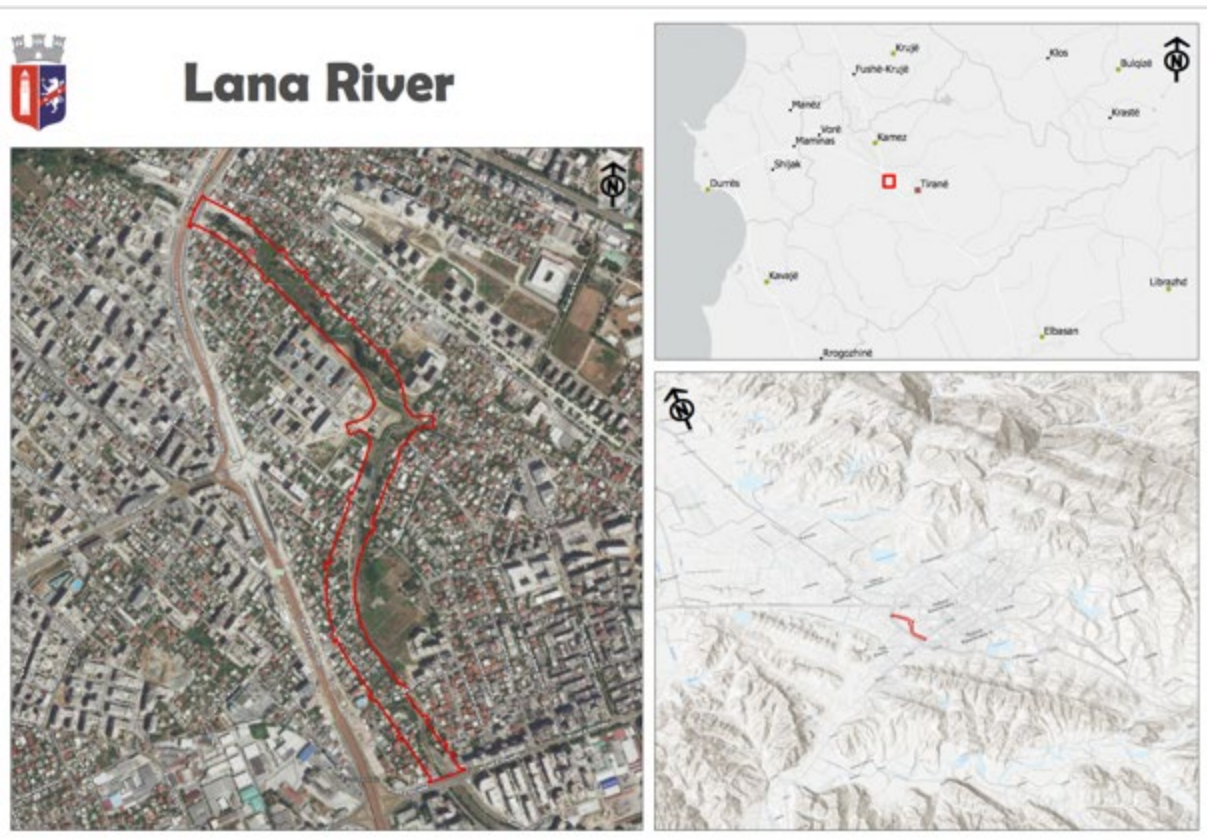 Lana River
N
Krujë
Klos
N
Fushë-Krujë
Bulqizë
Manëz
Krastë
Vorë
Kamez
Maminas
Shijak
Durrës
Tiranë
Kavajë
Librazhd
Elbasan
Rrogozhinë
N
N